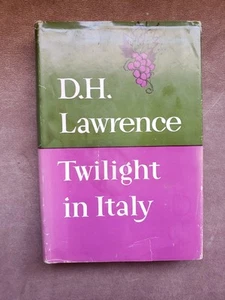 D.H.
Lawrence
Twilight
in Italy